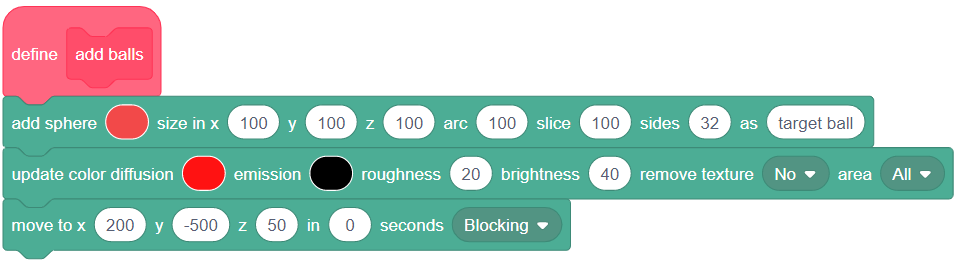 define add balls
add sphere size in x 100 y 100 z 100 arc 100 slice 100 sides 32 as target ball
update color diffusion emission roughness 20 brightness 40 remove texture No area All
move to x 200 y -500 z 50 in 0 seconds Blocking